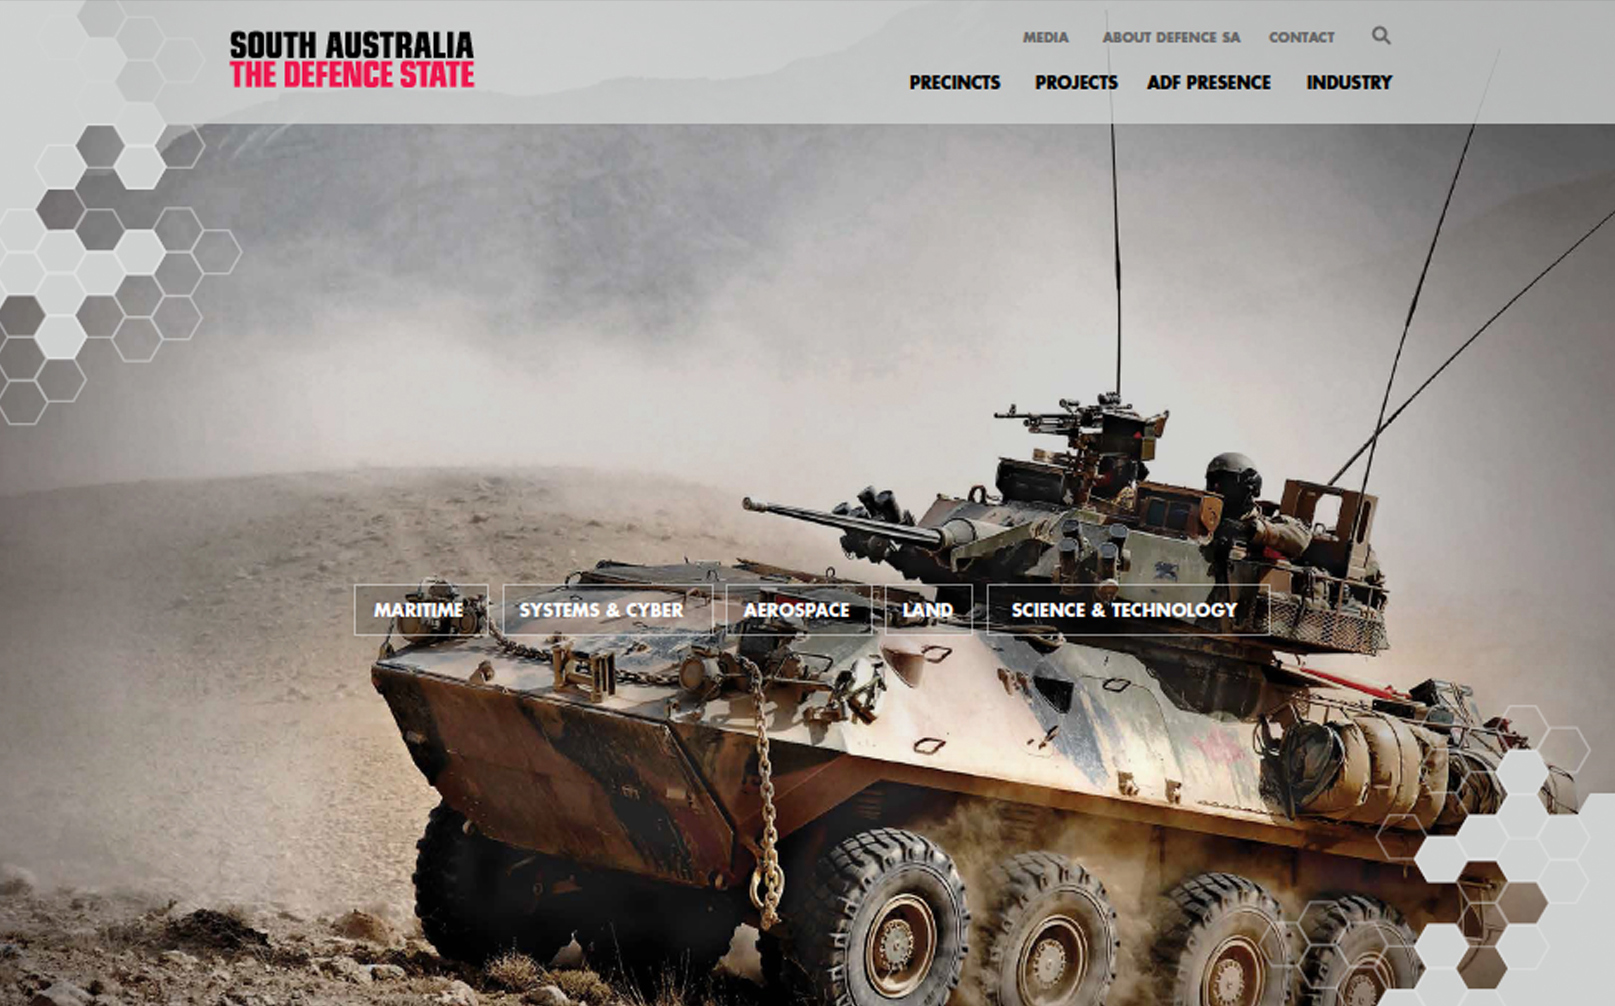 SOUTH AUSTRALIA
THE DEFENCE STATE
MEDIA ABOUT DEFENCE SA CONTACT
PRECINCTS PROJECTS ADF PRESENCE INDUSTRY
MARITIME SYSTEMS & CYBER AEROSPACE LAND SCIENCE & TECHNOLOGY